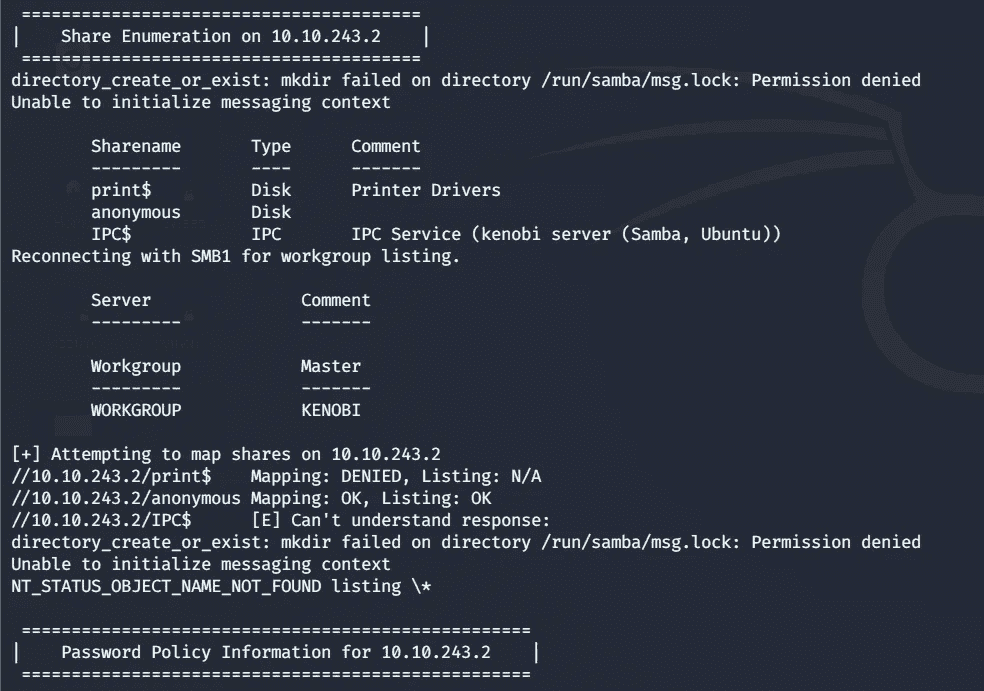 ========================================
|    Share Enumeration on 10.10.243.2    |
========================================
directory_create_or_exist: mkdir failed on directory /run/samba/msg.lock: Permission denied
Unable to initialize messaging context
Sharename       Type      Comment
---------       ----      -------
print$          Disk      Printer Drivers
anonymous       Disk
IPC$            IPC       IPC Service (kenobi server (Samba, Ubuntu))
Reconnecting with SMB1 for workgroup listing.
Server               Comment
---------            -------
Workgroup            Master
---------            -------
WORKGROUP            KENOBI
[+] Attempting to map shares on 10.10.243.2
//10.10.243.2/print$    Mapping: DENIED, Listing: N/A
//10.10.243.2/anonymous Mapping: OK, Listing: OK
//10.10.243.2/IPC$      [E] Can't understand response:
directory_create_or_exist: mkdir failed on directory /run/samba/msg.lock: Permission denied
Unable to initialize messaging context
NT_STATUS_OBJECT_NAME_NOT_FOUND listing \*
===================================================
|    Password Policy Information for 10.10.243.2    |
===================================================